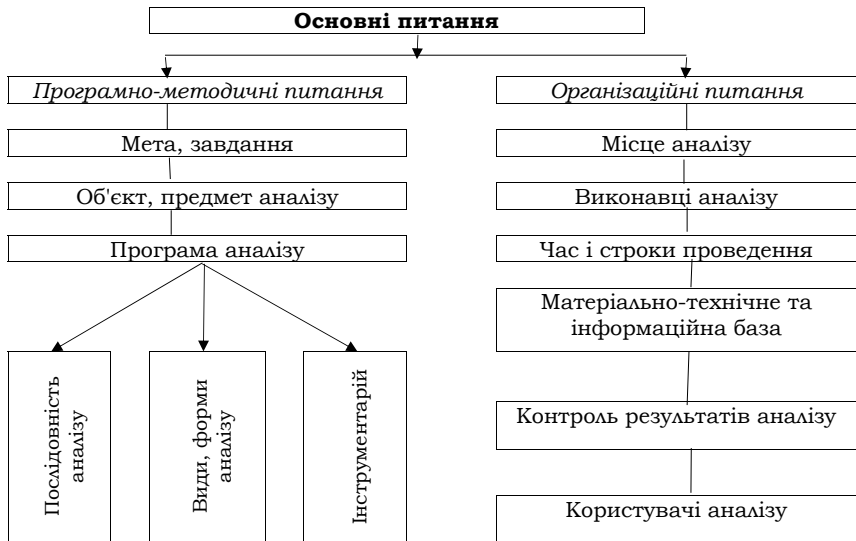 Основні питання
Програмно-методичні питання
Мета, завдання
Об'єкт, предмет аналізу
Програма аналізу
Послідовність
аналізу
Види, форми
аналізу
Інструментарій
Організаційні питання
Місце аналізу
Виконавці аналізу
Час і строки проведення
Матеріально-технічне та
інформаційна база
Контроль результатів аналізу
Користувачі аналізу